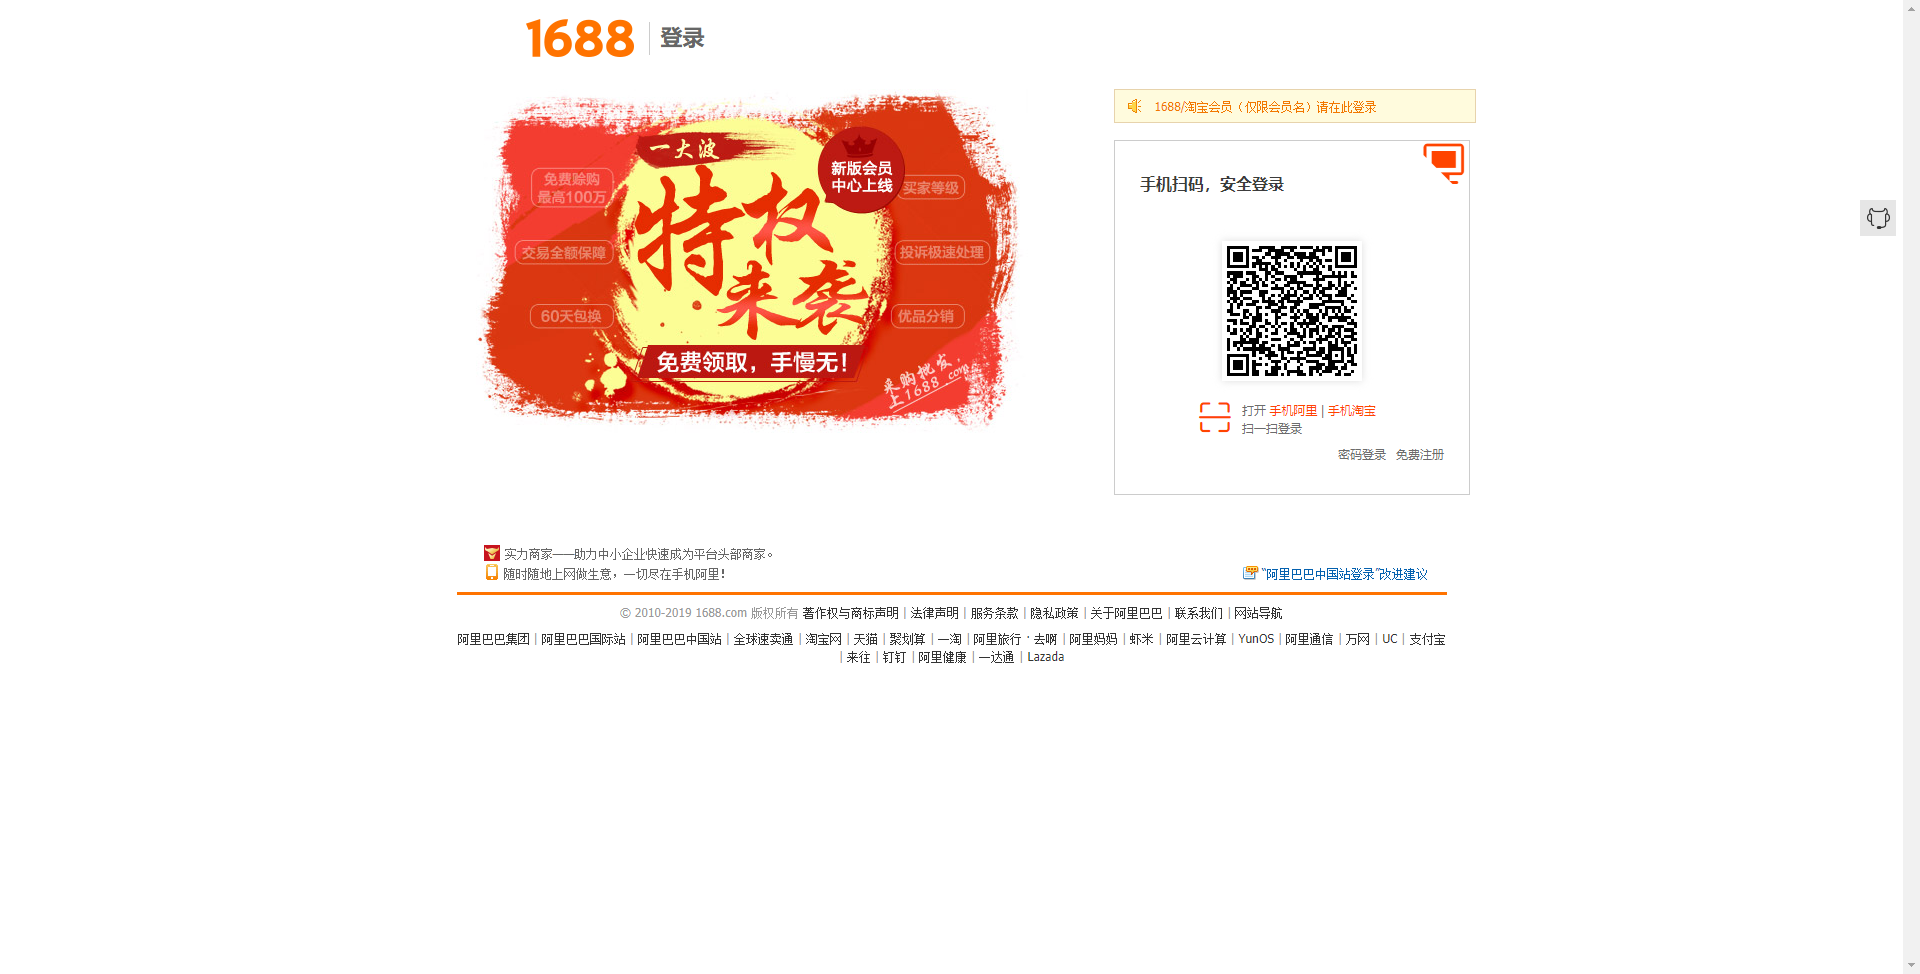 1688 登录
1688/淘宝会员（仅限会员名）请在此登录
一大波
特权
来袭
新版会员
中心上线
免费赊购
最高100万
买家等级
交易全额保障
投诉极速处理
60天包换
优品分销
免费领取，手慢无！
采购批发，
上1688.com
手机扫码，安全登录
打开 手机阿里 | 手机淘宝
扫一扫登录
密码登录 免费注册
实力商家——助力中小企业快速成为平台头部商家。
随时随地上网做生意，一切尽在手机阿里！
“阿里巴巴中国站登录”改进建议
© 2010-2019 1688.com 版权所有 著作权与商标声明 | 法律声明 | 服务条款 | 隐私政策 | 关于阿里巴巴 | 联系我们 | 网站导航
阿里巴巴集团 | 阿里巴巴国际站 | 阿里巴巴中国站 | 全球速卖通 | 淘宝网 | 天猫 | 聚划算 | 一淘 | 阿里旅行 · 去啊 | 阿里妈妈 | 虾米 | 阿里云计算 | YunOS | 阿里通信 | 万网 | UC | 支付宝
| 来往 | 钉钉 | 阿里健康 | 一达通 | Lazada